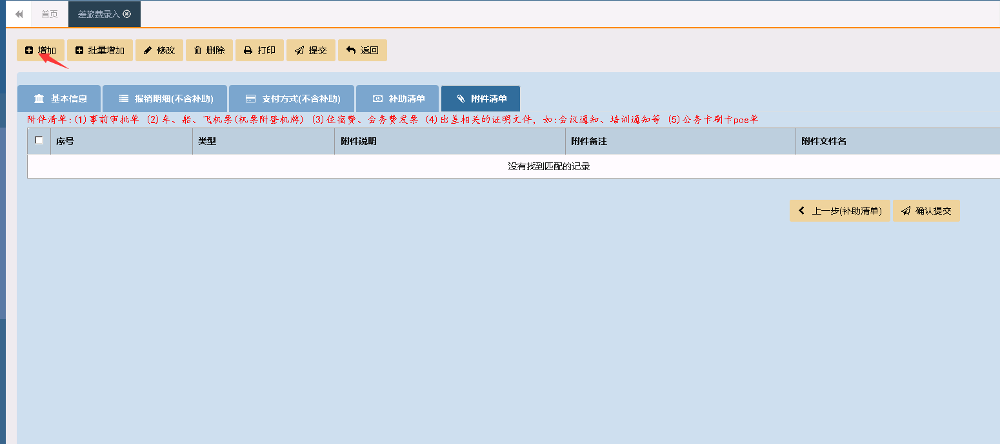 首页 差旅费录入
增加 批量增加 修改 删除 打印 提交 返回
基本信息 报销明细(不含补助) 支付方式(不含补助) 补助清单 附件清单
附件清单:(1)事前审批单 (2)车、船、飞机票(机票附登机牌) (3)住宿费、会务费发票 (4)出差相关的证明文件，如:会议通知、培训通知等 (5)公务卡刷卡pos单
序号 类型 附件说明 附件备注 附件文件名
没有找到匹配的记录
上一步(补助清单) 确认提交